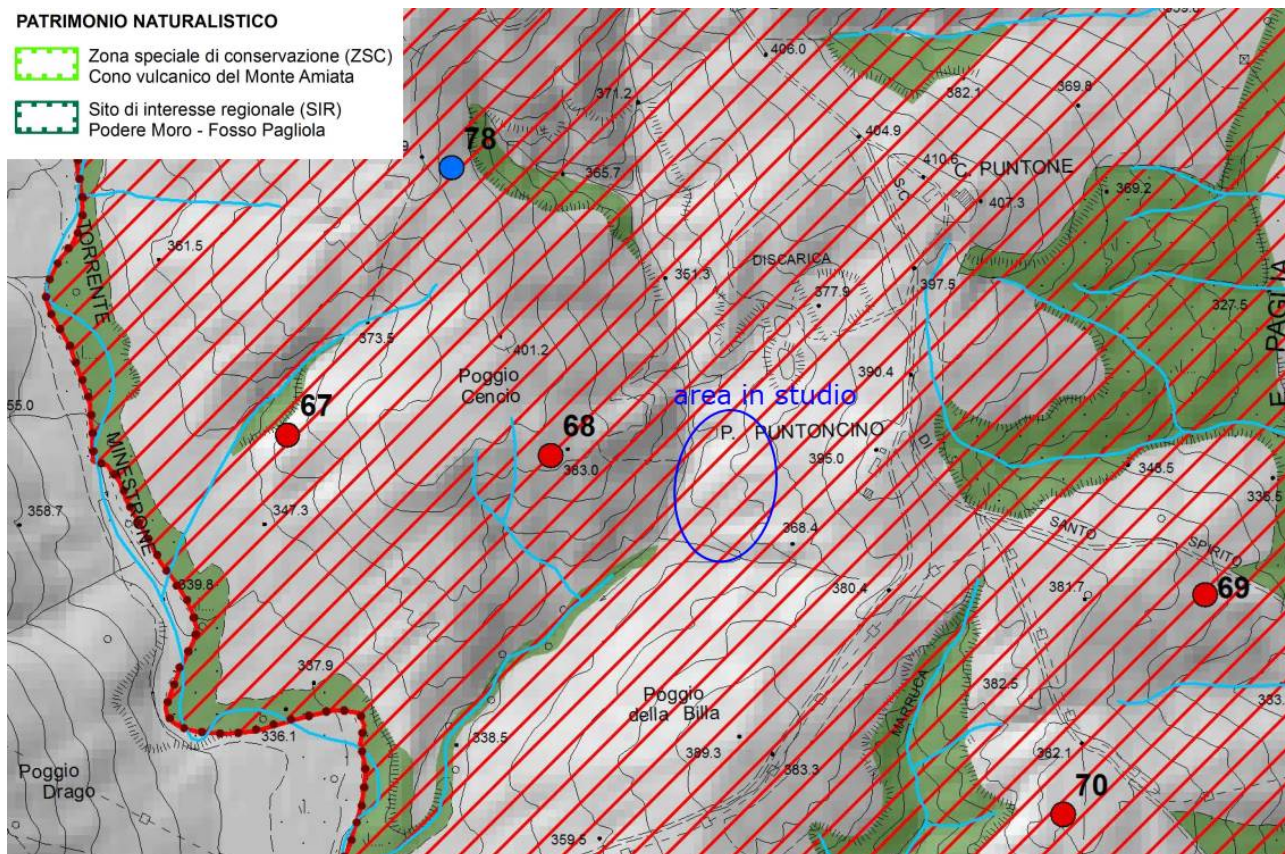 PATRIMONIO NATURALISTICO
Zona speciale di conservazione (ZSC)
Cono vulcanico del Monte Amiata
Sito di interesse regionale (SIR)
Podere Moro - Fosso Pagliola
406.0
382.1
369.8
371.2
78
404.9
365.7
410.6
C. PUNTONE
407.3
369.2
S.C.
TORRENTE
361.5
DISCARICA
351.3
377.9
397.5
327.5
E PAGLIA
373.5
401.2
Poggio
Cencio
390.4
area in studio
55.0
67
68
383.0
P. PUNTONCINO
395.0
DI
348.5
MINESTRONE
358.7
347.3
368.4
SANTO
SPIRITO
339.8
380.4
381.7
69
337.9
Poggio
della Billa
382.5
MARRUCA
333.
336.1
338.5
389.3
383.3
382.1
Poggio
Drago
70
359.5